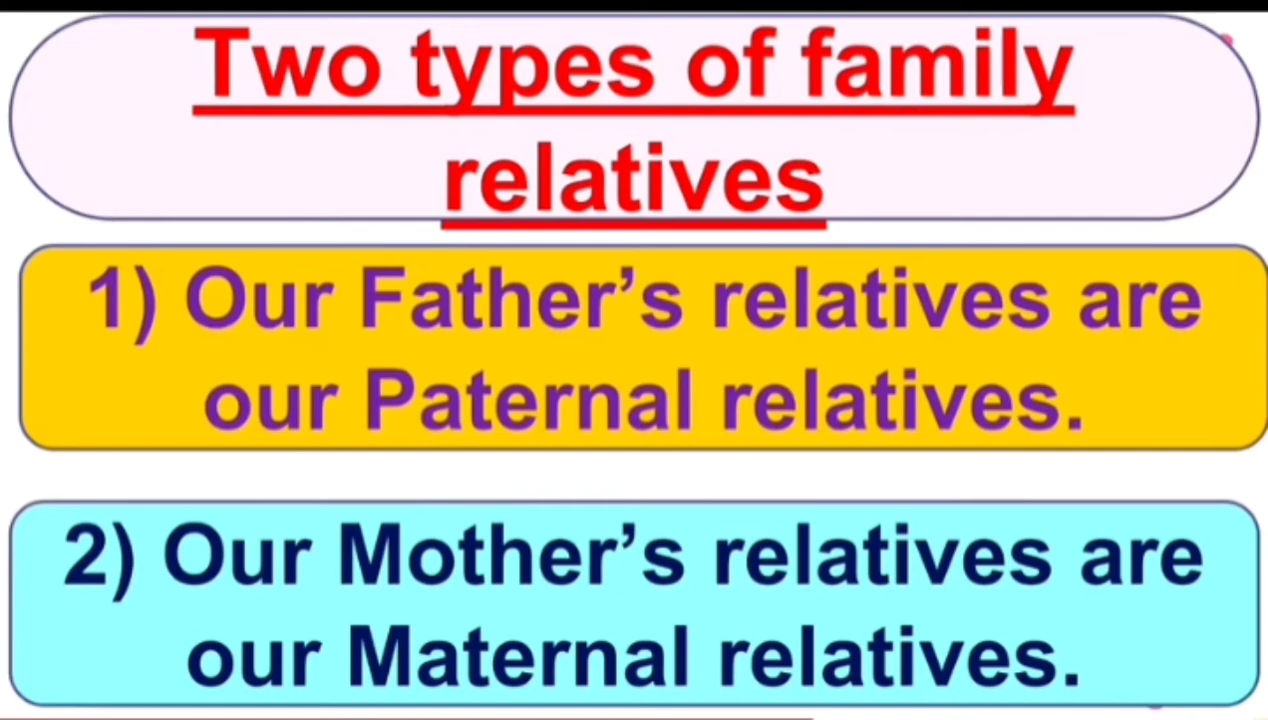 Two types of family
relatives
1) Our Father’s relatives are
our Paternal relatives.
2) Our Mother’s relatives are
our Maternal relatives.